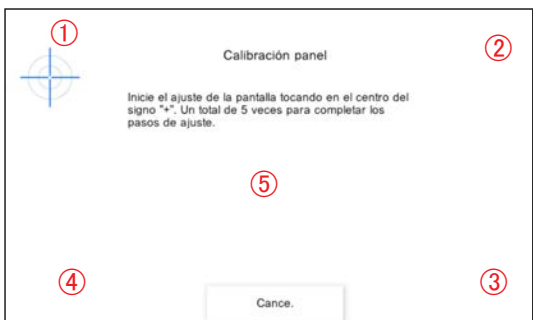 ①
②
Calibración panel
Inicie el ajuste de la pantalla tocando en el centro del
signo "+". Un total de 5 veces para completar los
pasos de ajuste.
⑤
④
③
Cance.